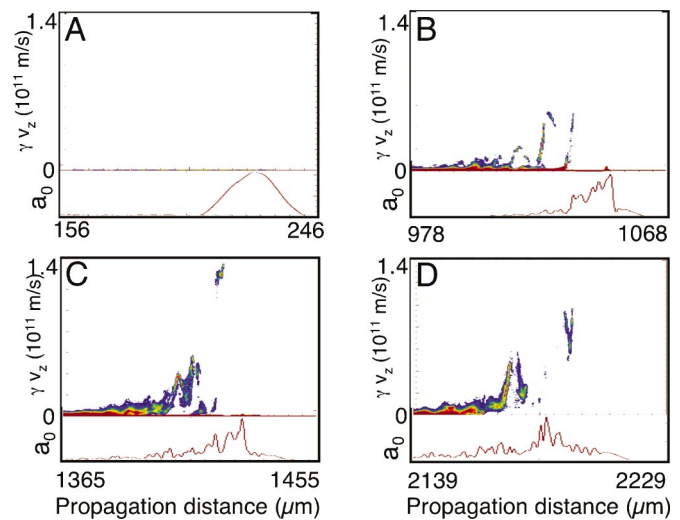 A
1.4
γ v_z (10^11 m/s)
0
a_0
156 246
B
1.4
γ v_z (10^11 m/s)
0
a_0
978 1068
C
1.4
γ v_z (10^11 m/s)
0
a_0
1365 1455
Propagation distance (μm)
D
1.4
γ v_z (10^11 m/s)
0
a_0
2139 2229
Propagation distance (μm)